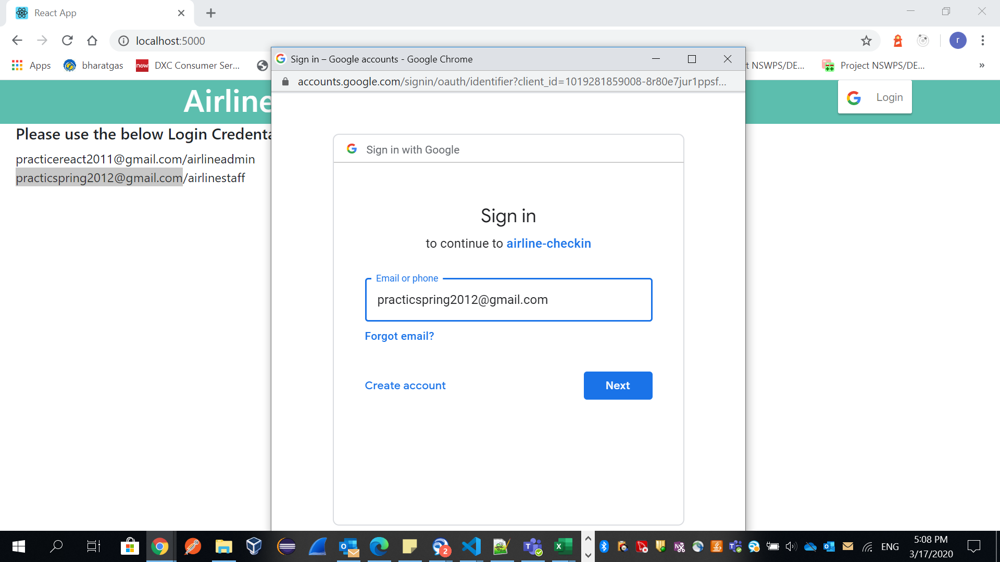 React App
localhost:5000
Apps
bharatgas
now
DXC Consumer Ser...
t NSWPS/DE...
Project NSWPS/DE...
»
r
Sign in – Google accounts - Google Chrome
accounts.google.com/signin/oauth/identifier?client_id=1019281859008-8r80e7jur1ppsf...
Airline
Login
Please use the below Login Credenta
practicereact2011@gmail.com/airlineadmin
practicspring2012@gmail.com/airlinestaff
Sign in with Google
Sign in
to continue to airline-checkin
Email or phone
practicspring2012@gmail.com
Forgot email?
Create account
Next
2
ENG
5:08 PM
3/17/2020